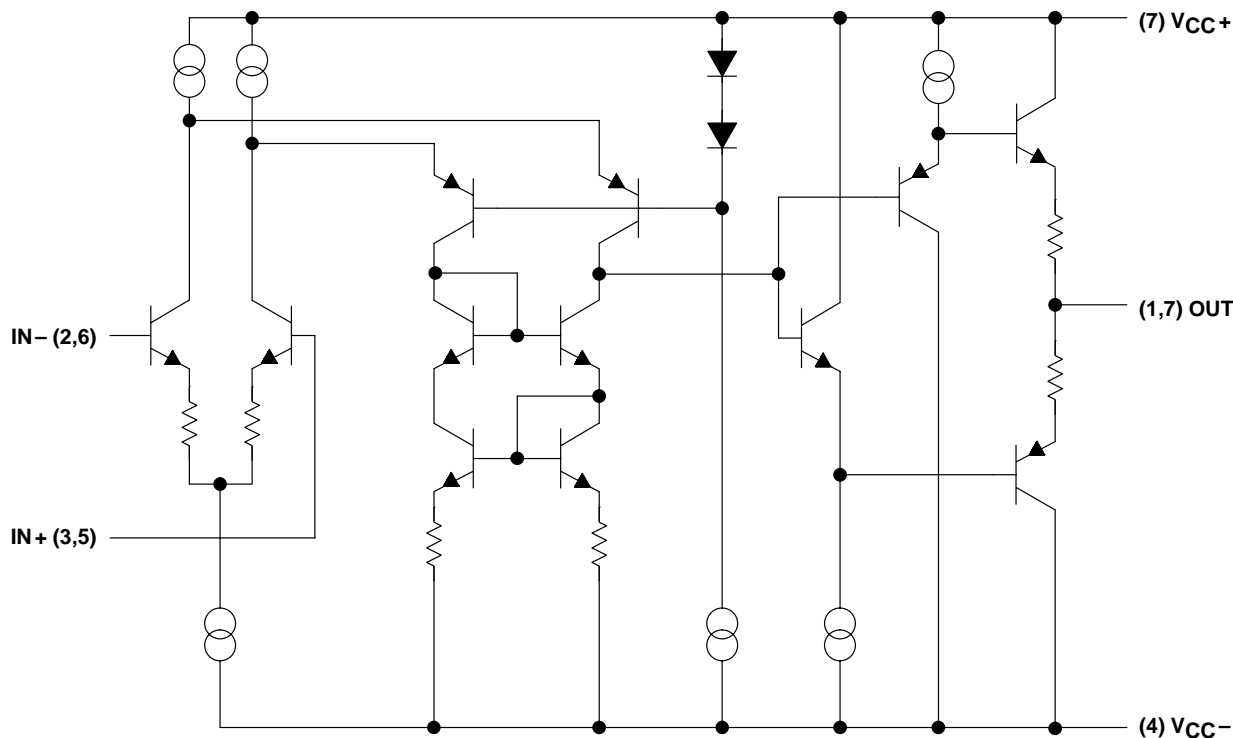 (7) VCC+
IN− (2,6)
(1,7) OUT
IN+ (3,5)
(4) VCC−